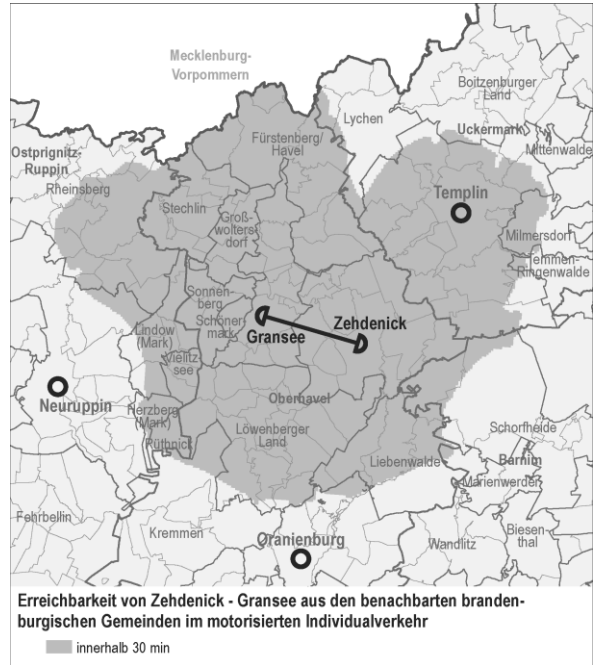 Mecklenburg-
Vorpommern
Boitzenburger
Land
Lychen
Uckermark
Mittenwalde
Fürstenberg/
Havel
Ostprignitz-
Ruppin
Rheinsberg
Templin
Stechlin
Groß-
wolters-
dorf
Milmersdorf
Temmen-
Ringenwalde
Sonnen-
berg
Schöner-
mark
Zehdenick
Gransee
Lindow
(Mark)
Vielitz-
see
Neuruppin
Herzberg
(Mark)
Rüthnick
Oberhavel
Löwenberger
Land
Liebenwalde
Schorfheide
Barnim
Marienwerder
Fehrbellin
Kremmen
Oranienburg
Wandlitz
Biesen-
thal
Erreichbarkeit von Zehdenick - Gransee aus den benachbarten branden-
burgischen Gemeinden im motorisierten Individualverkehr
innerhalb 30 min